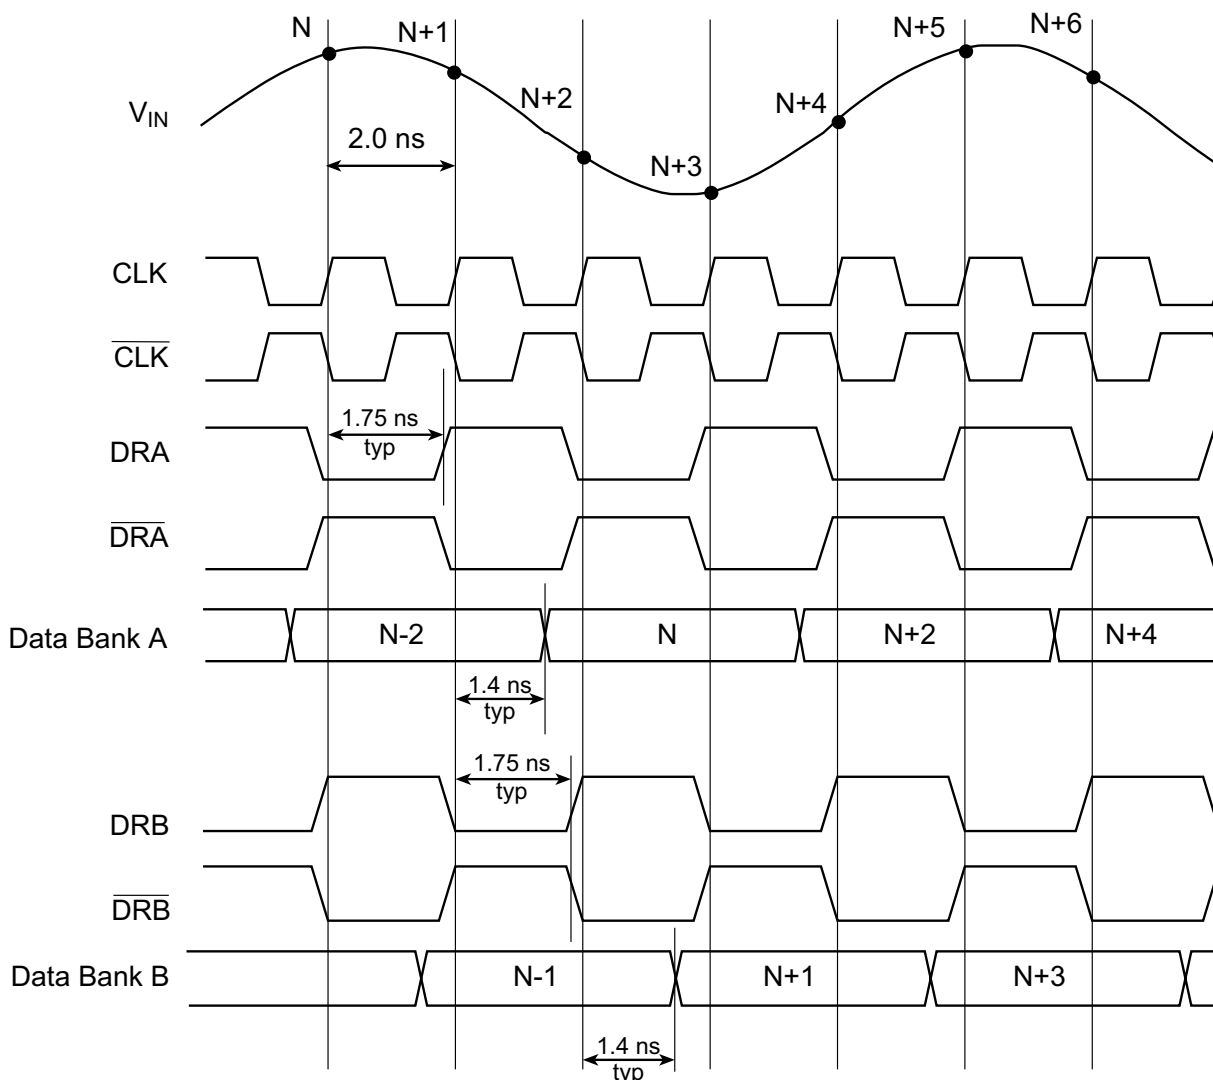 N
N+1
N+2
N+3
N+4
N+5
N+6
VIN
2.0 ns
CLK
CLK
1.75 ns
typ
DRA
DRA
Data Bank A
N-2
N
N+2
N+4
1.4 ns
typ
1.75 ns
typ
DRB
DRB
Data Bank B
N-1
N+1
N+3
1.4 ns
typ